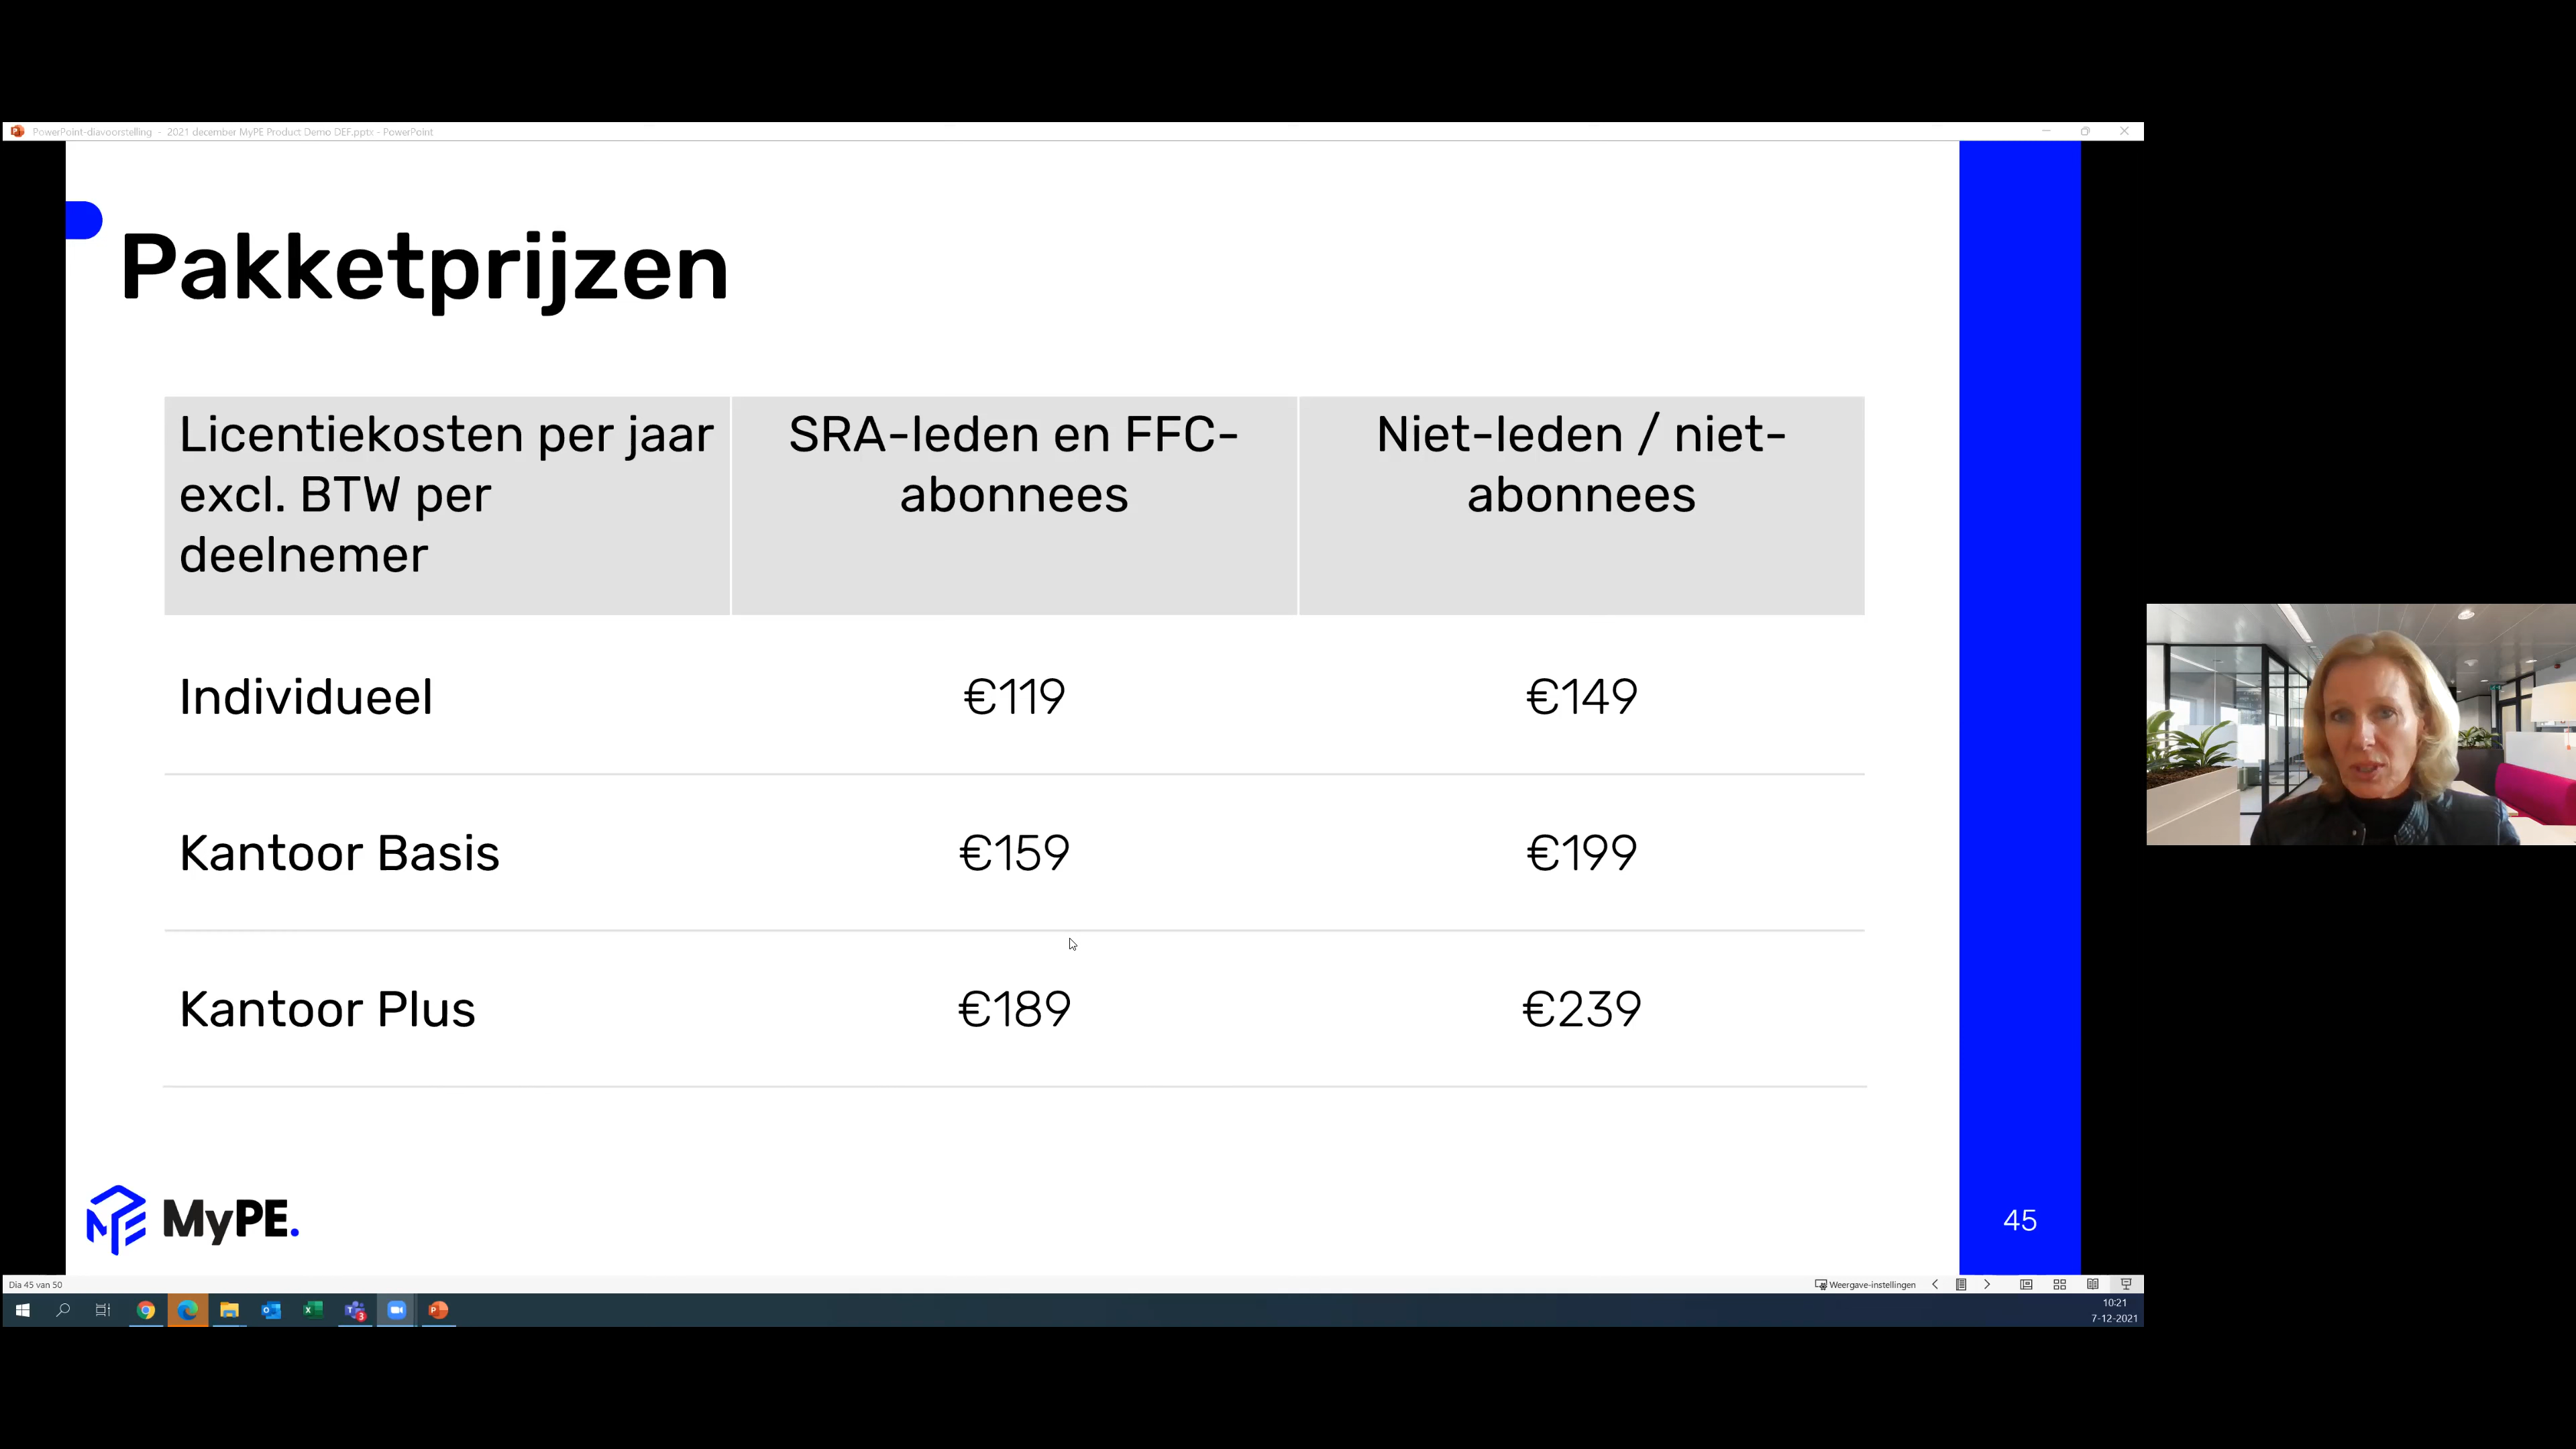 PowerPoint-diavoorstelling - 2021 december MyPE Product Demo DEF.pptx - PowerPoint
Pakketprijzen
Licentiekosten per jaar
excl. BTW per
deelnemer
SRA-leden en FFC-
abonnees
Niet-leden / niet-
abonnees
Individueel
€119
€149
Kantoor Basis
€159
€199
Kantoor Plus
€189
€239
MyPE.
45
Dia 45 van 50
Weergave-instellingen
3
10:21
7-12-2021